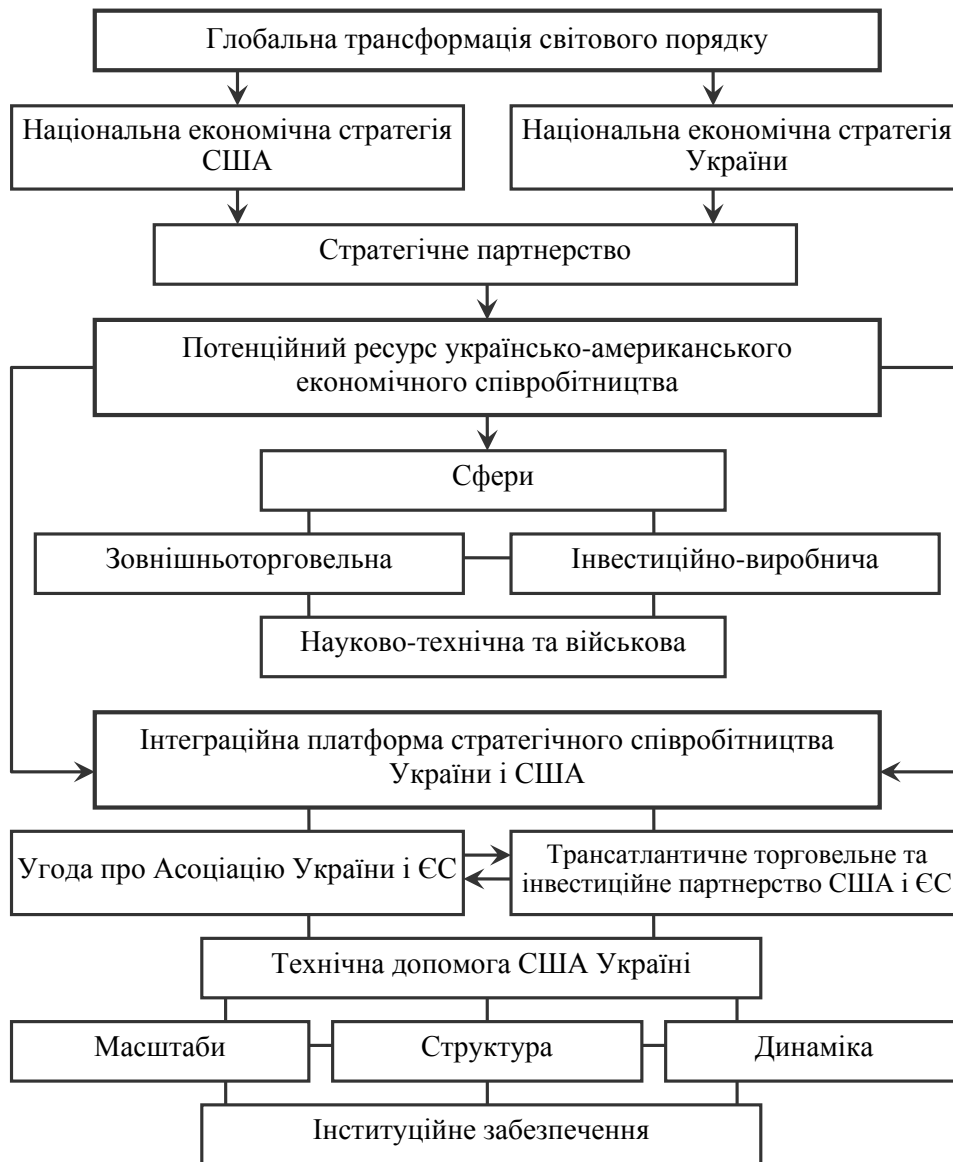 Глобальна трансформація світового порядку
Національна економічна стратегія
США
Національна економічна стратегія
України
Стратегічне партнерство
Потенційний ресурс українсько-американського
економічного співробітництва
Сфери
Зовнішньоторговельна
Інвестиційно-виробнича
Науково-технічна та військова
Інтеграційна платформа стратегічного співробітництва
України і США
Угода про Асоціацію України і ЄС
Трансатлантичне торговельне та
інвестиційне партнерство США і ЄС
Технічна допомога США Україні
Масштаби
Структура
Динаміка
Інституційне забезпечення